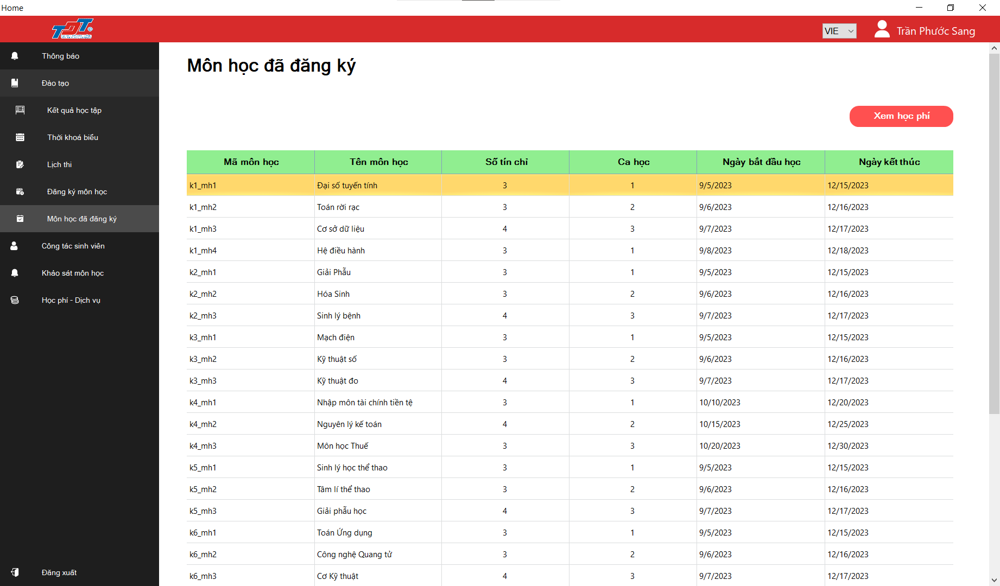 Home
TDT
VIE
Trần Phước Sang
Thông báo
Đào tạo
Kết quả học tập
Thời khoá biểu
Lịch thi
Đăng ký môn học
Môn học đã đăng ký
Công tác sinh viên
Khảo sát môn học
Học phí - Dịch vụ
Đăng xuất
Môn học đã đăng ký
Xem học phí
Mã môn học Tên môn học Số tín chỉ Ca học Ngày bắt đầu học Ngày kết thúc
k1_mh1 Đại số tuyến tính 3 1 9/5/2023 12/15/2023
k1_mh2 Toán rời rạc 3 2 9/6/2023 12/16/2023
k1_mh3 Cơ sở dữ liệu 4 3 9/7/2023 12/17/2023
k1_mh4 Hệ điều hành 3 1 9/8/2023 12/18/2023
k2_mh1 Giải Phẫu 3 1 9/5/2023 12/15/2023
k2_mh2 Hóa Sinh 3 2 9/6/2023 12/16/2023
k2_mh3 Sinh lý bệnh 4 3 9/7/2023 12/17/2023
k3_mh1 Mạch điện 3 1 9/5/2023 12/15/2023
k3_mh2 Kỹ thuật số 3 2 9/6/2023 12/16/2023
k3_mh3 Kỹ thuật đo 4 3 9/7/2023 12/17/2023
k4_mh1 Nhập môn tài chính tiền tệ 3 1 10/10/2023 12/20/2023
k4_mh2 Nguyên lý kế toán 4 2 10/15/2023 12/25/2023
k4_mh3 Môn học Thuế 3 3 10/20/2023 12/30/2023
k5_mh1 Sinh lý học thể thao 3 1 9/5/2023 12/15/2023
k5_mh2 Tâm lí thể thao 3 2 9/6/2023 12/16/2023
k5_mh3 Giải phẫu học 4 3 9/7/2023 12/17/2023
k6_mh1 Toán Ứng dụng 3 1 9/5/2023 12/15/2023
k6_mh2 Công nghệ Quang tử 3 2 9/6/2023 12/16/2023
k6_mh3 Cơ Kỹ thuật 4 3 9/7/2023 12/17/2023